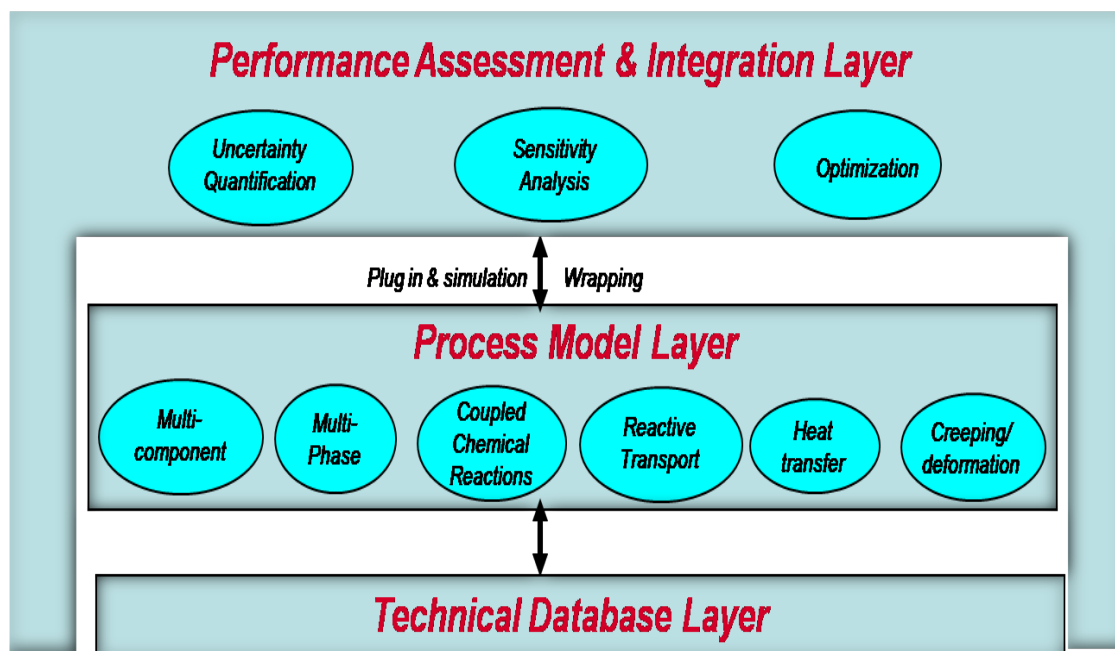 Performance Assessment & Integration Layer
Uncertainty
Quantification
Sensitivity
Analysis
Optimization
Plug in & simulation
Wrapping
Process Model Layer
Multi-
component
Multi-
Phase
Coupled
Chemical
Reactions
Reactive
Transport
Heat
transfer
Creeping/
deformation
Technical Database Layer